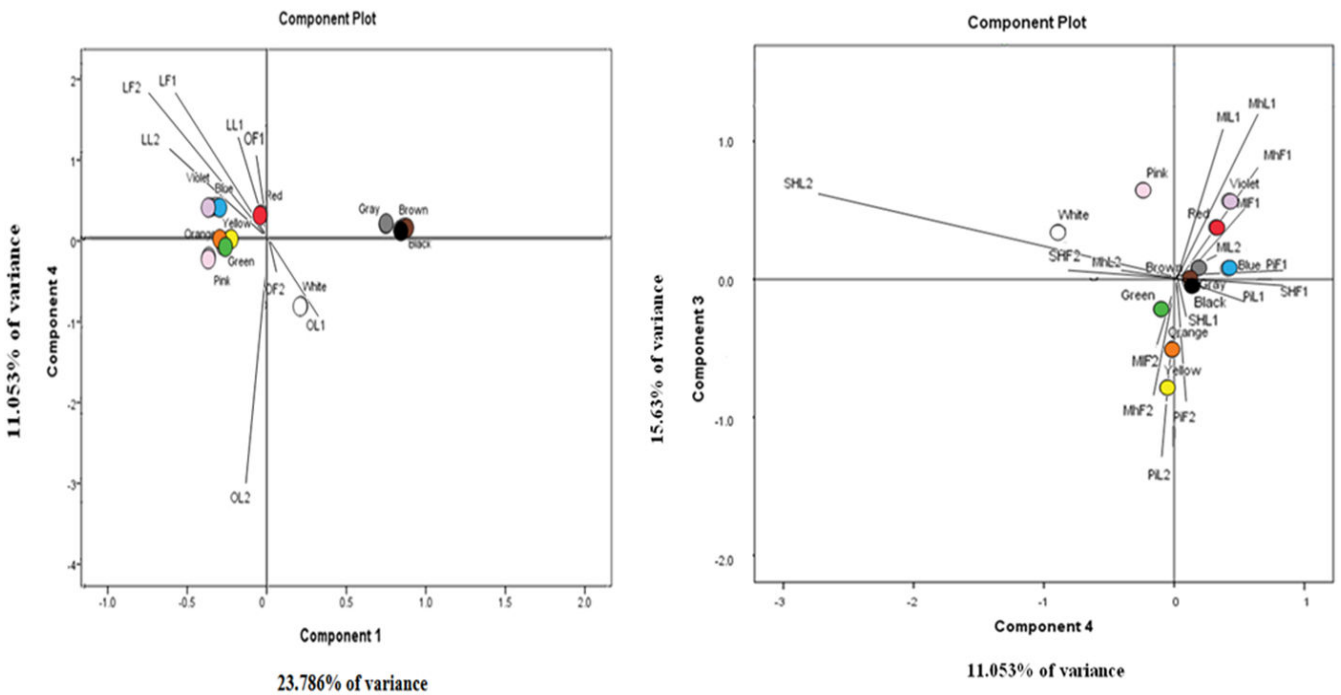 Component Plot
2
1
0
-1
-2
-3
-4
-1.0
-0.5
0
0.5
1.0
1.5
2.0
11.053% of variance
Component 4
LF2
LF1
LL1
OF1
LL2
Violet
Blue
Red
Gray
Brown
Black
Yellow
Orange
Green
Pink
OF2
White
OL1
OL2
Component 1
23.786% of variance
Component Plot
1.0
0.0
-1.0
-2.0
-3
-2
-1
0
1
15.63% of variance
Component 3
MhL1
MlL1
MhF1
Pink
SHL2
Violet
MlF1
White
Red
MlL2
SHF2
MhL2
Brown
Blue
PiF1
Gray
SHF1
Green
PiL1
Black
SHL1
Orange
MlF2
Yellow
MhF2
PiF2
PiL2
Component 4
11.053% of variance